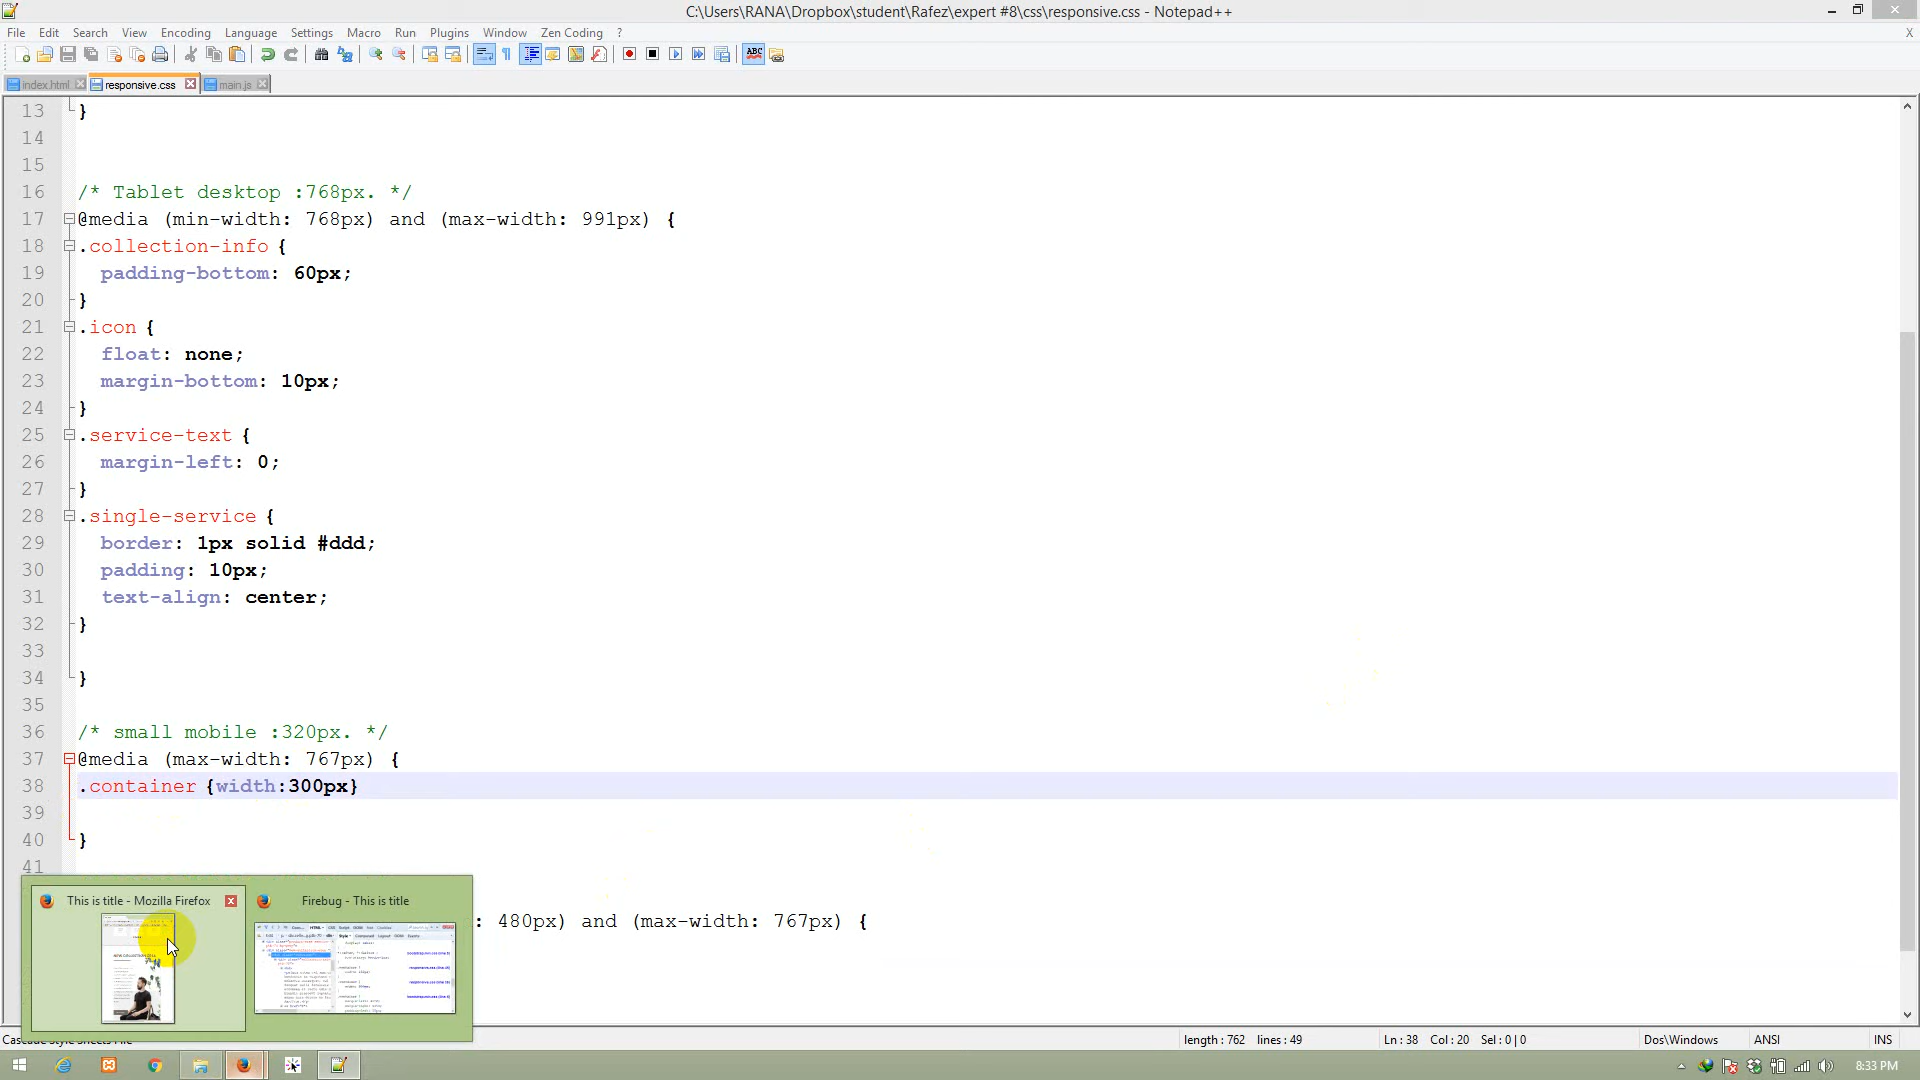 C:\Users\RANA\Dropbox\student\Rafez\expert #8\css\responsive.css - Notepad++
File Edit Search View Encoding Language Settings Macro Run Plugins Window Zen Coding ? X
index.html responsive.css main.js
13 }
14
15
16 /* Tablet desktop :768px. */
17 @media (min-width: 768px) and (max-width: 991px) {
18 .collection-info {
19 padding-bottom: 60px;
20 }
21 .icon {
22 float: none;
23 margin-bottom: 10px;
24 }
25 .service-text {
26 margin-left: 0;
27 }
28 .single-service {
29 border: 1px solid #ddd;
30 padding: 10px;
31 text-align: center;
32 }
33
34 }
35
36 /* small mobile :320px. */
37 @media (max-width: 767px) {
38 .container {width:300px}
39
40 }
41
This is title - Mozilla Firefox Firebug - This is title
: 480px) and (max-width: 767px) {
length : 762 lines : 49 Ln : 38 Col : 20 Sel : 0 | 0 Dos\Windows ANSI INS
8:33 PM